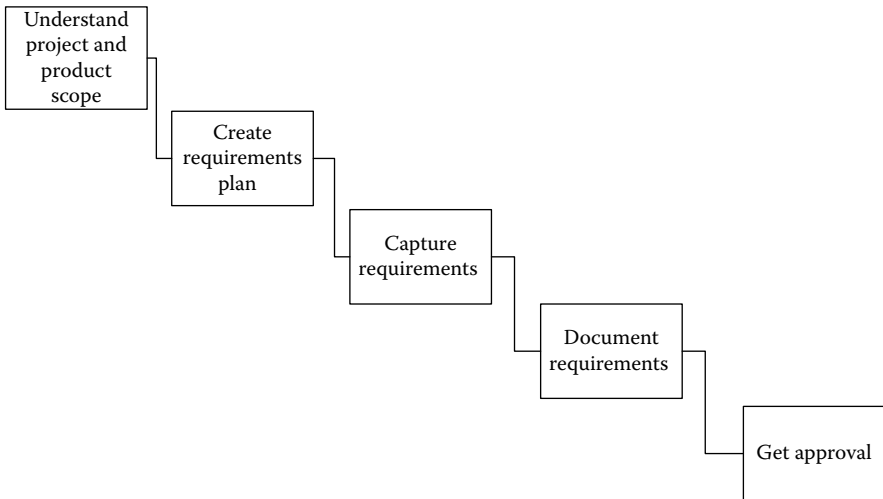 Understand
project and
product
scope
Create
requirements
plan
Capture
requirements
Document
requirements
Get approval